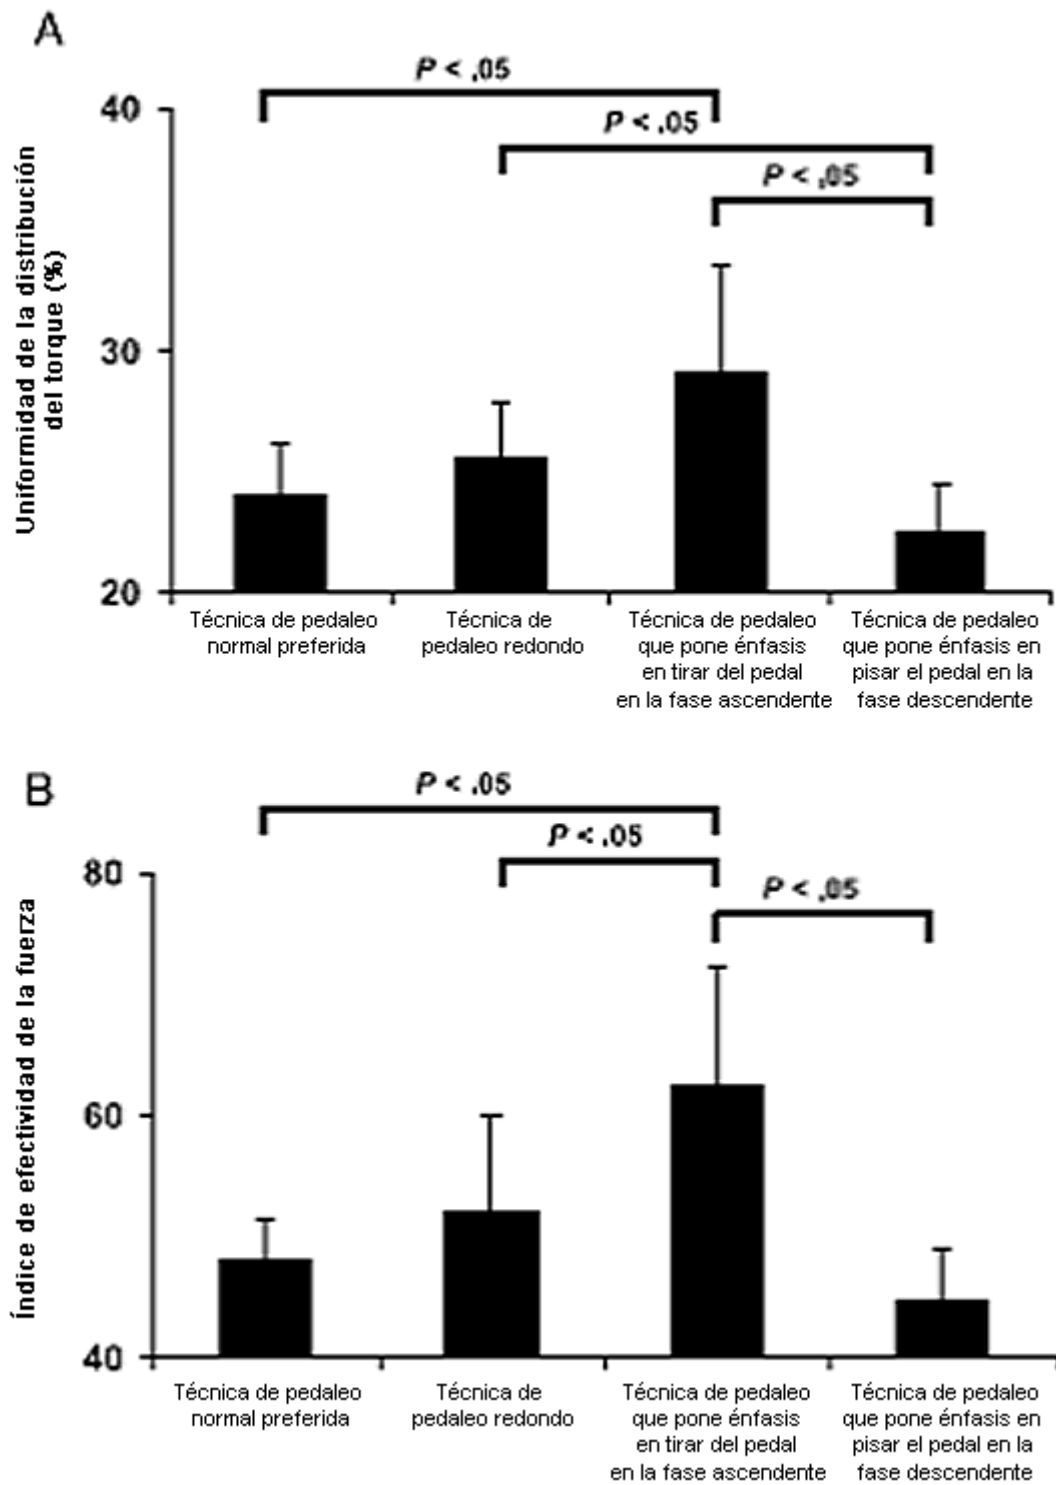 A
P < ,05
40
P < ,05
P < ,05
Uniformidad de la distribución
del torque (%)
30
20
Técnica de pedaleo
normal preferida
Técnica de
pedaleo redondo
Técnica de pedaleo
que pone énfasis
en tirar del pedal
en la fase ascendente
Técnica de pedaleo
que pone énfasis en
pisar el pedal en la
fase descendente
B
P < ,05
P < ,05
80
P < ,05
Índice de efectividad de la fuerza
60
40
Técnica de pedaleo
normal preferida
Técnica de
pedaleo redondo
Técnica de pedaleo
que pone énfasis
en tirar del pedal
en la fase ascendente
Técnica de pedaleo
que pone énfasis en
pisar el pedal en la
fase descendente